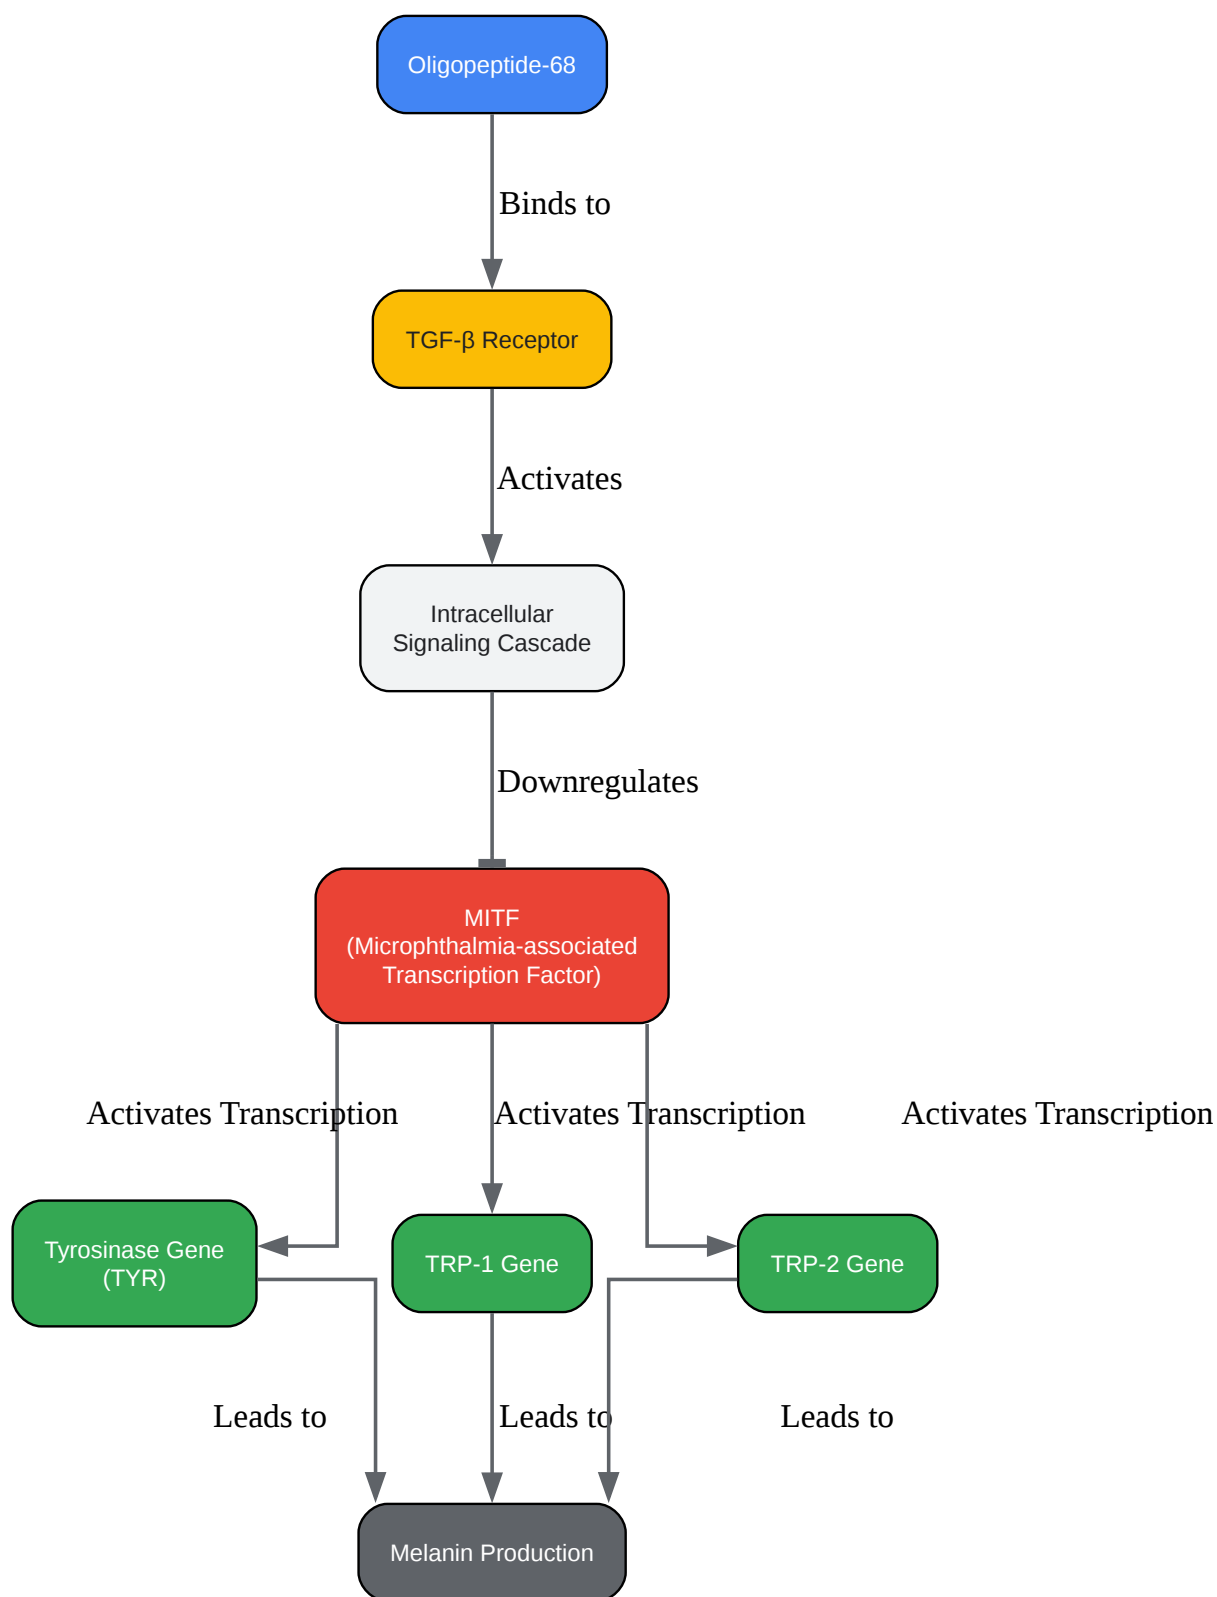 Oligopeptide-68
Binds to
TGF-β Receptor
Activates
Intracellular
Signaling Cascade
Downregulates
MITF
(Microphthalmia-associated
Transcription Factor)
Activates Transcription
Activates Transcription
Activates Transcription
Tyrosinase Gene
(TYR)
TRP-1 Gene
TRP-2 Gene
Leads to
Leads to
Leads to
Melanin Production